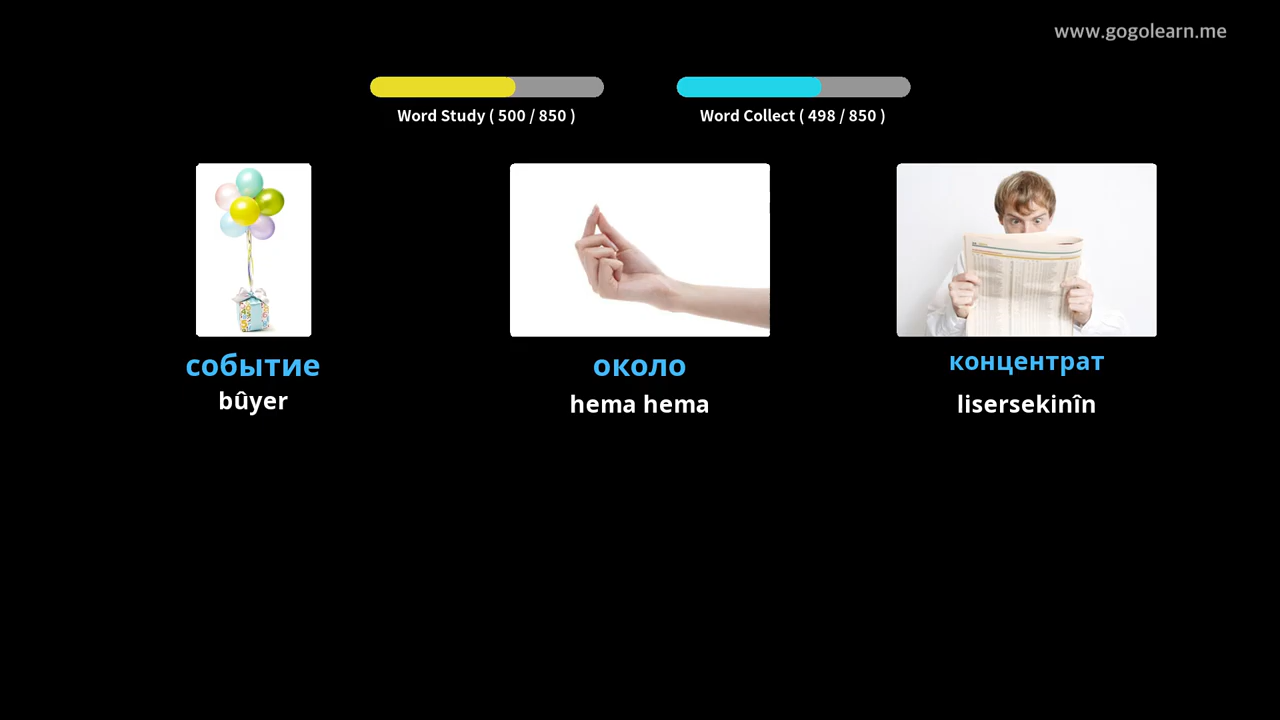 www.gogolearn.me
Word Study ( 500 / 850 )
Word Collect ( 498 / 850 )
событие
bûyer
около
hema hema
концентрат
lisersekinîn